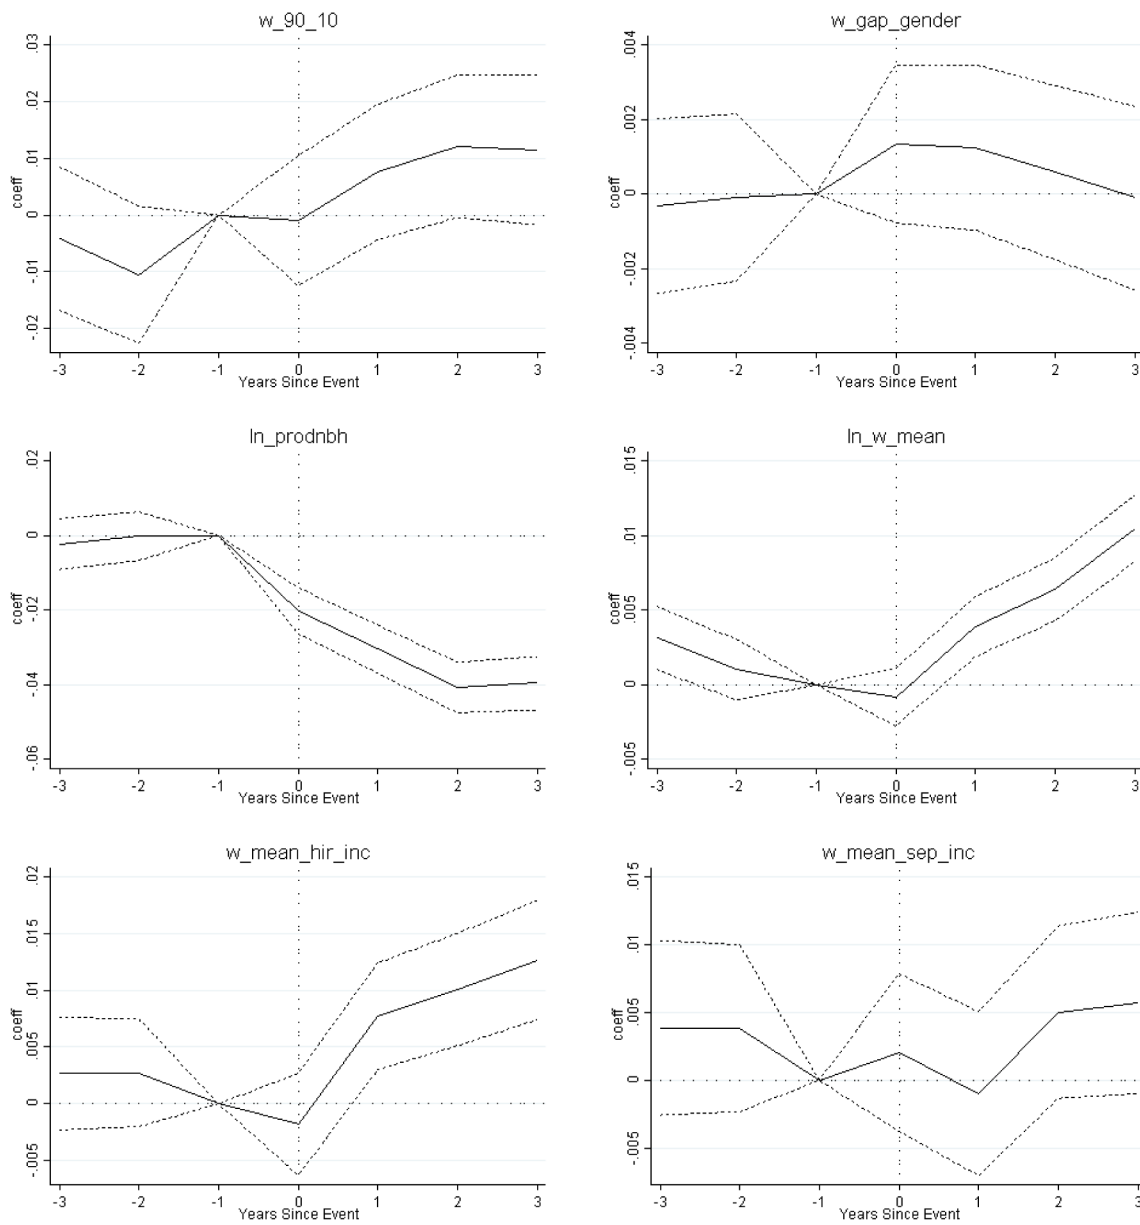 w_90_10
coeff
.03
.02
.01
0
-.01
-.02
-3 -2 -1 0 1 2 3
Years Since Event
w_gap_gender
coeff
.004
.002
0
-.002
-.004
-3 -2 -1 0 1 2 3
Years Since Event
ln_prodnbh
coeff
.02
0
-.02
-.04
-.06
-3 -2 -1 0 1 2 3
Years Since Event
ln_w_mean
coeff
.015
.01
.005
0
-.005
-3 -2 -1 0 1 2 3
Years Since Event
w_mean_hir_inc
coeff
.02
.015
.01
.005
0
-.005
-3 -2 -1 0 1 2 3
Years Since Event
w_mean_sep_inc
coeff
.015
.01
.005
0
-.005
-3 -2 -1 0 1 2 3
Years Since Event